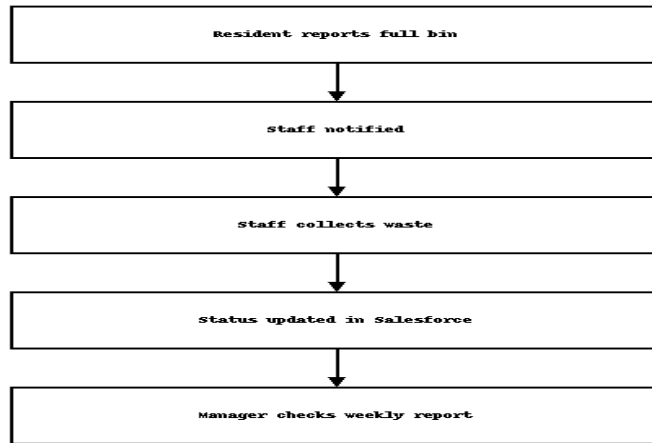 Resident reports full bin
Staff notified
Staff collects waste
Status updated in Salesforce
Manager checks weekly report